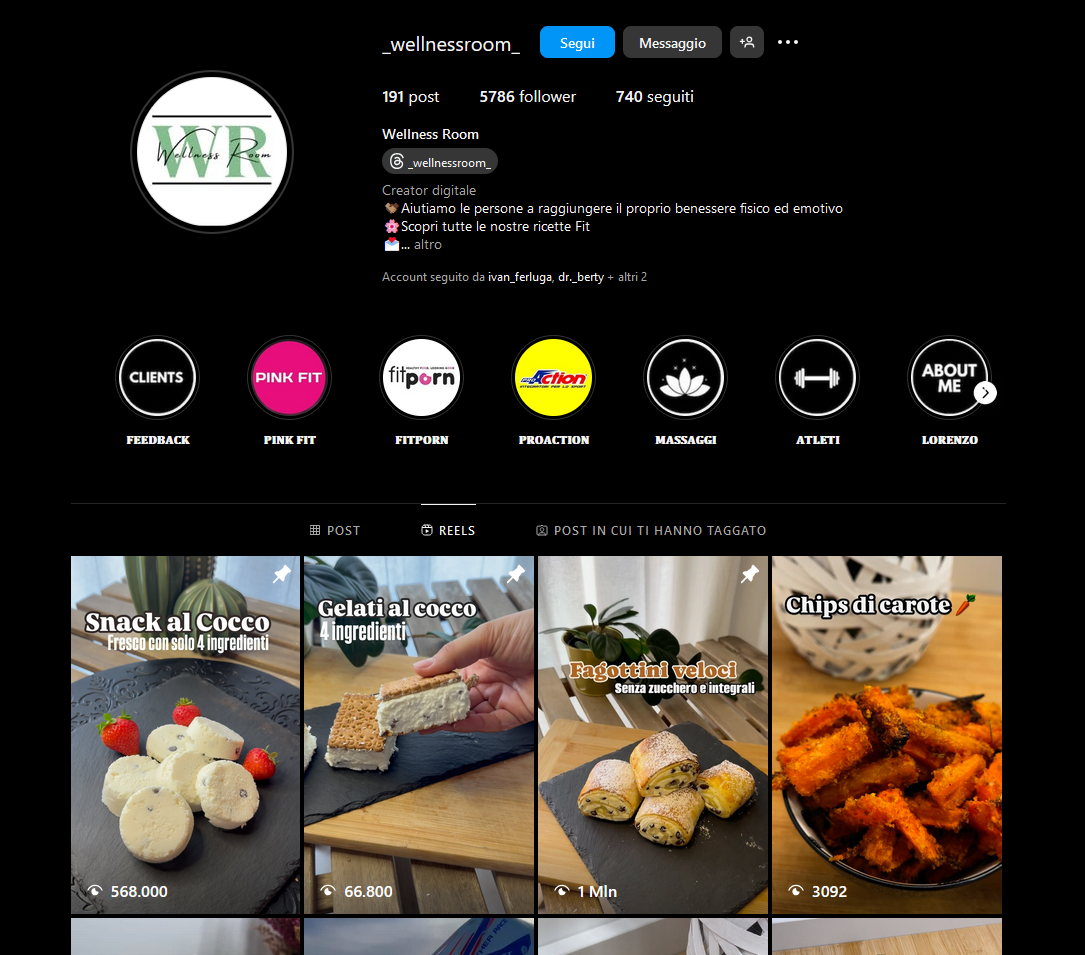 _wellnessroom_
Segui
Messaggio
191 post
5786 follower
740 seguiti
WR
Wellness Room
Wellness Room
_wellnessroom_
Creator digitale
Aiutiamo le persone a raggiungere il proprio benessere fisico ed emotivo
🌸Scopri tutte le nostre ricette Fit
💌... altro
Account seguito da ivan_ferluga, dr._berty + altri 2
CLIENTS
PINK FIT
fitporn
proAction
INTEGRATORI PER LO SPORT
ABOUT
ME
FEEDBACK
PINK FIT
FITPORN
PROACTION
MASSAGGI
ATLETI
LORENZO
POST
REELS
POST IN CUI TI HANNO TAGGATO
Snack al Cocco
Fresco con solo 4 ingredienti
568.000
Gelati al cocco
4 ingredienti
66.800
Fagottini veloci
Senza zucchero e integrali
1 Mln
Chips di carote 🥕
3092